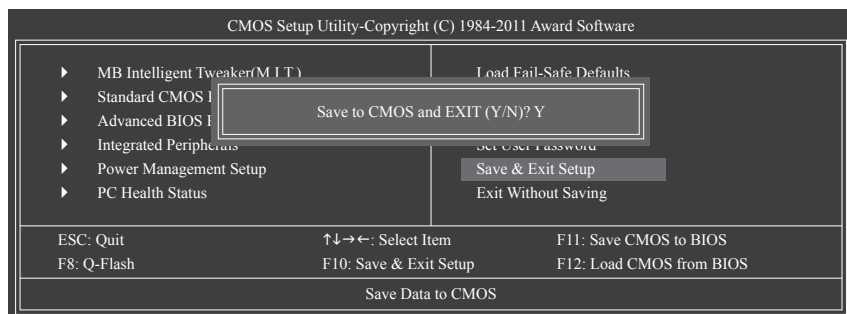 CMOS Setup Utility-Copyright (C) 1984-2011 Award Software
MB Intelligent Tweaker(M.I.T.)
Standard CMOS
Advanced BIOS
Integrated Peripherals
Power Management Setup
PC Health Status
Load Fail-Safe Defaults
Set User Password
Save & Exit Setup
Exit Without Saving
Save to CMOS and EXIT (Y/N)? Y
ESC: Quit
↑↓→←: Select Item
F11: Save CMOS to BIOS
F8: Q-Flash
F10: Save & Exit Setup
F12: Load CMOS from BIOS
Save Data to CMOS